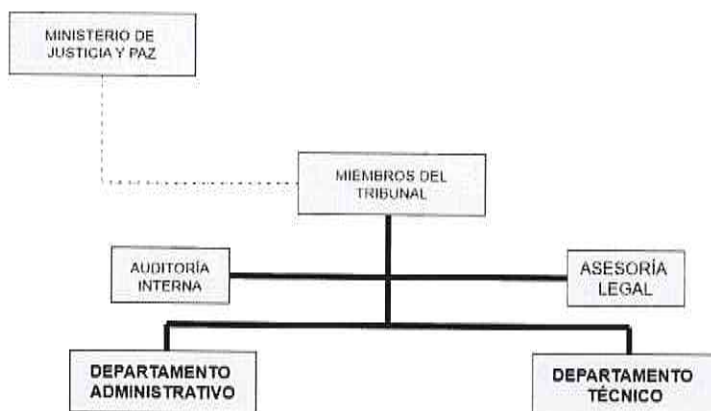 MINISTERIO DE
JUSTICIA Y PAZ
MIEMBROS DEL
TRIBUNAL
AUDITORÍA
INTERNA
ASESORÍA
LEGAL
DEPARTAMENTO
ADMINISTRATIVO
DEPARTAMENTO
TÉCNICO